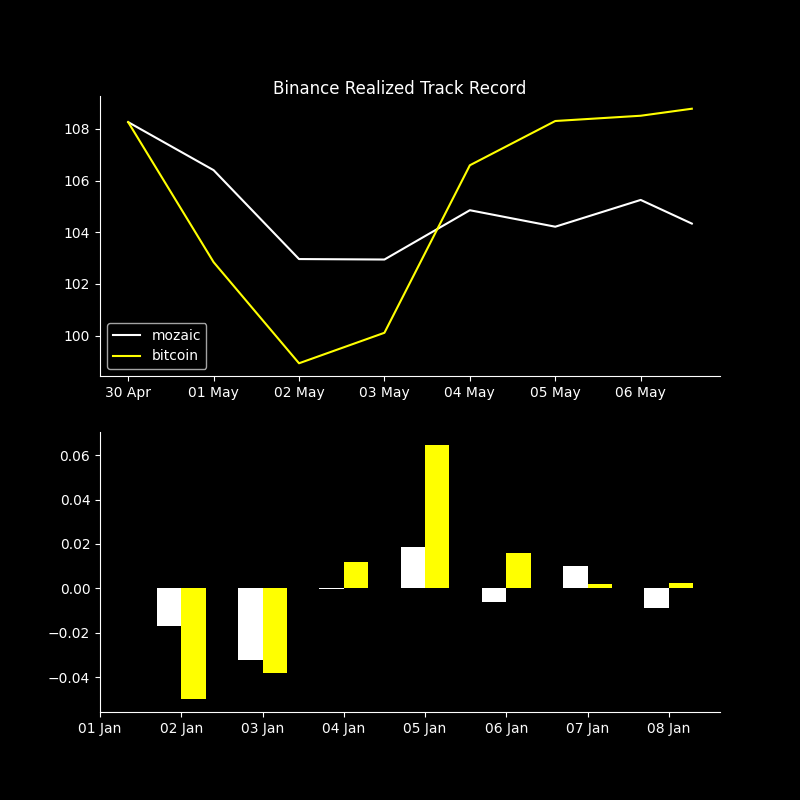 Binance Realized Track Record
108
106
104
102
100
mozaic
bitcoin
30 Apr 01 May 02 May 03 May 04 May 05 May 06 May
0.06
0.04
0.02
0.00
−0.02
−0.04
01 Jan 02 Jan 03 Jan 04 Jan 05 Jan 06 Jan 07 Jan 08 Jan